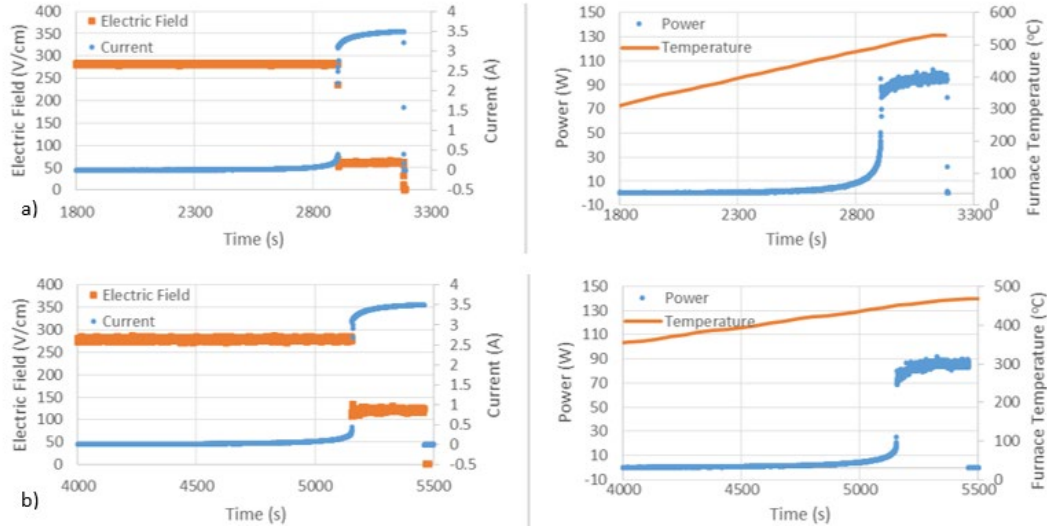 400
350
300
250
200
150
100
50
0
Electric Field (V/cm)
Electric Field
Current
4
3.5
3
2.5
2
1.5
1
0.5
0
-0.5
Current (A)
1800 2300 2800 3300
Time (s)
a)
150
130
110
90
70
50
30
10
-10
Power (W)
Power
Temperature
600
500
400
300
200
100
0
Furnace Temperature (°C)
1800 2300 2800 3300
Time (s)
400
350
300
250
200
150
100
50
0
Electric Field (V/cm)
Electric Field
Current
4
3.5
3
2.5
2
1.5
1
0.5
0
-0.5
Current (A)
4000 4500 5000 5500
Time (s)
b)
150
130
110
90
70
50
30
10
-10
Power (W)
Power
Temperature
500
400
300
200
100
0
Furnace Temperature (°C)
4000 4500 5000 5500
Time (s)